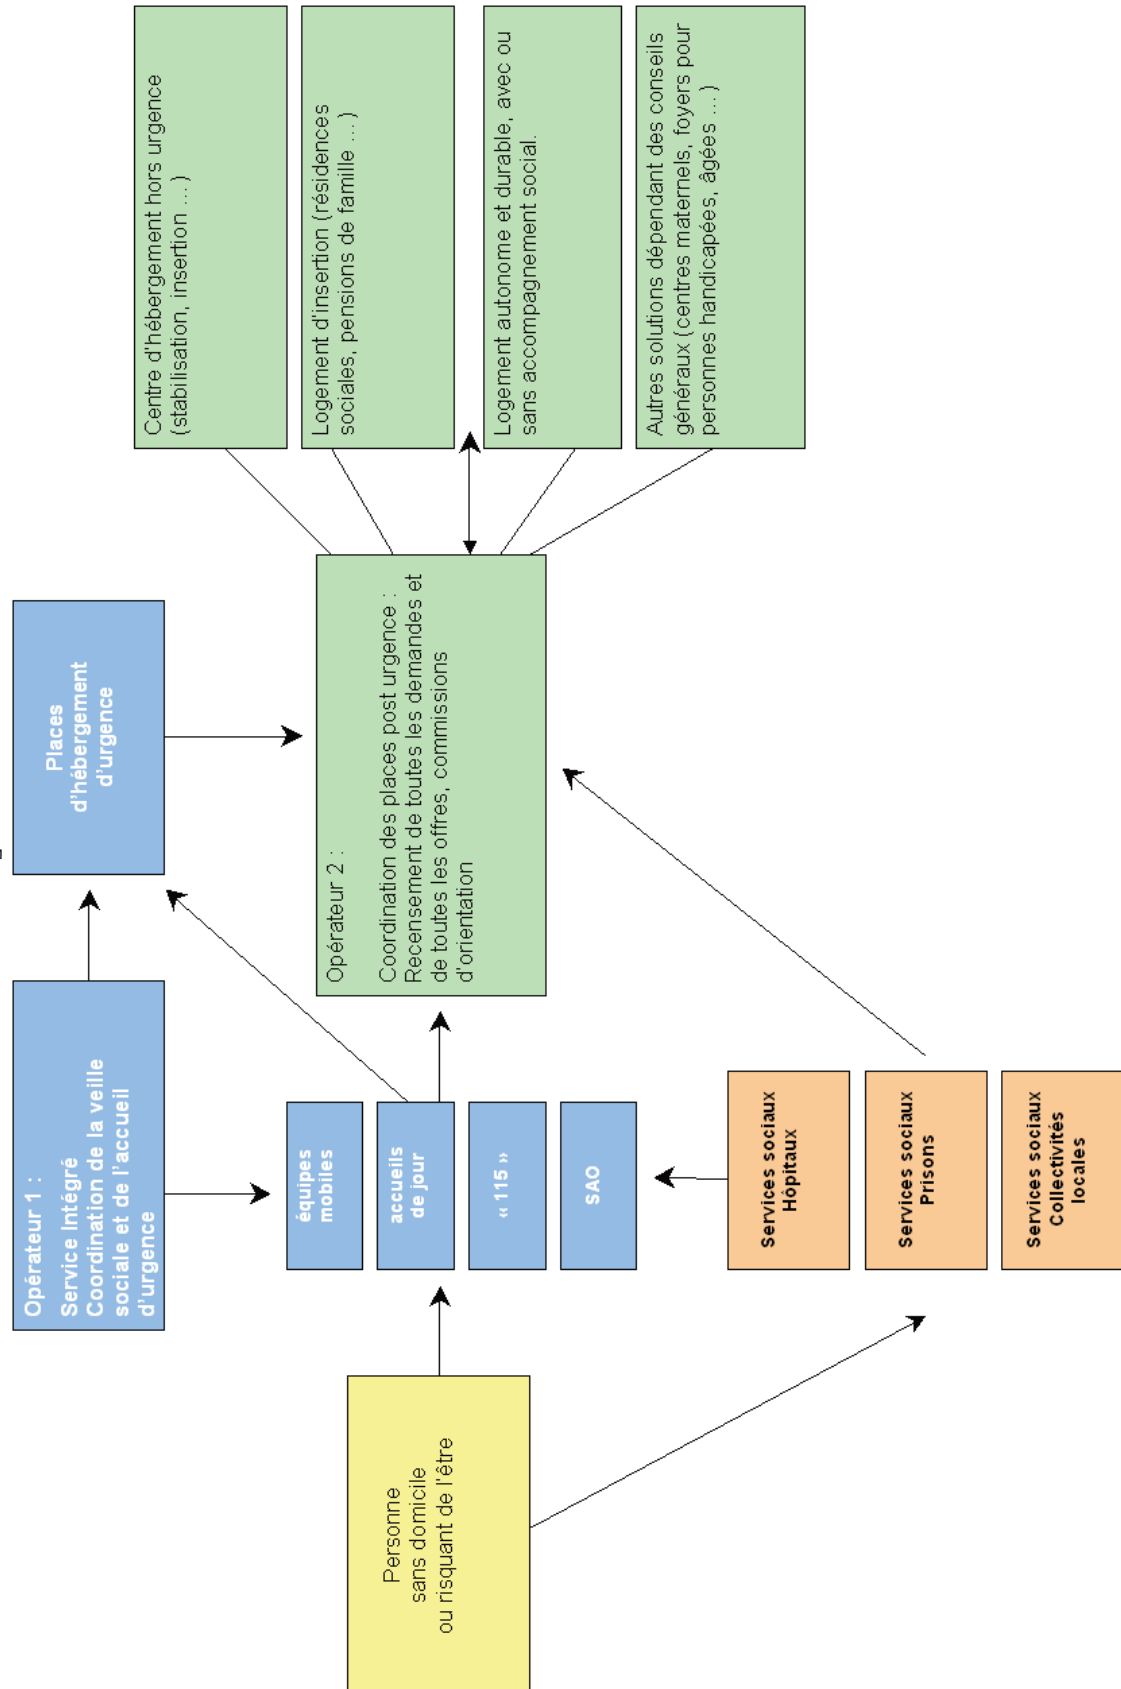 Opérateur 1 :
Service Intégré
Coordination de la veille
sociale et de l'accueil
d'urgence
Places
d'hébergement
d'urgence
Personne
sans domicile
ou risquant de l'être
équipes
mobiles
accueils
de jour
« 115 »
SAO
Services sociaux
Hôpitaux
Services sociaux
Prisons
Services sociaux
Collectivités
locales
Opérateur 2 :
Coordination des places post urgence :
Recensement de toutes les demandes et
de toutes les offres, commissions
d'orientation
Centre d'hébergement hors urgence
(stabilisation, insertion ...)
Logement d'insertion (résidences
sociales, pensions de famille ...)
Logement autonome et durable, avec ou
sans accompagnement social.
Autres solutions dépendant des conseils
généraux (centres maternels, foyers pour
personnes handicapées, âgées ...)